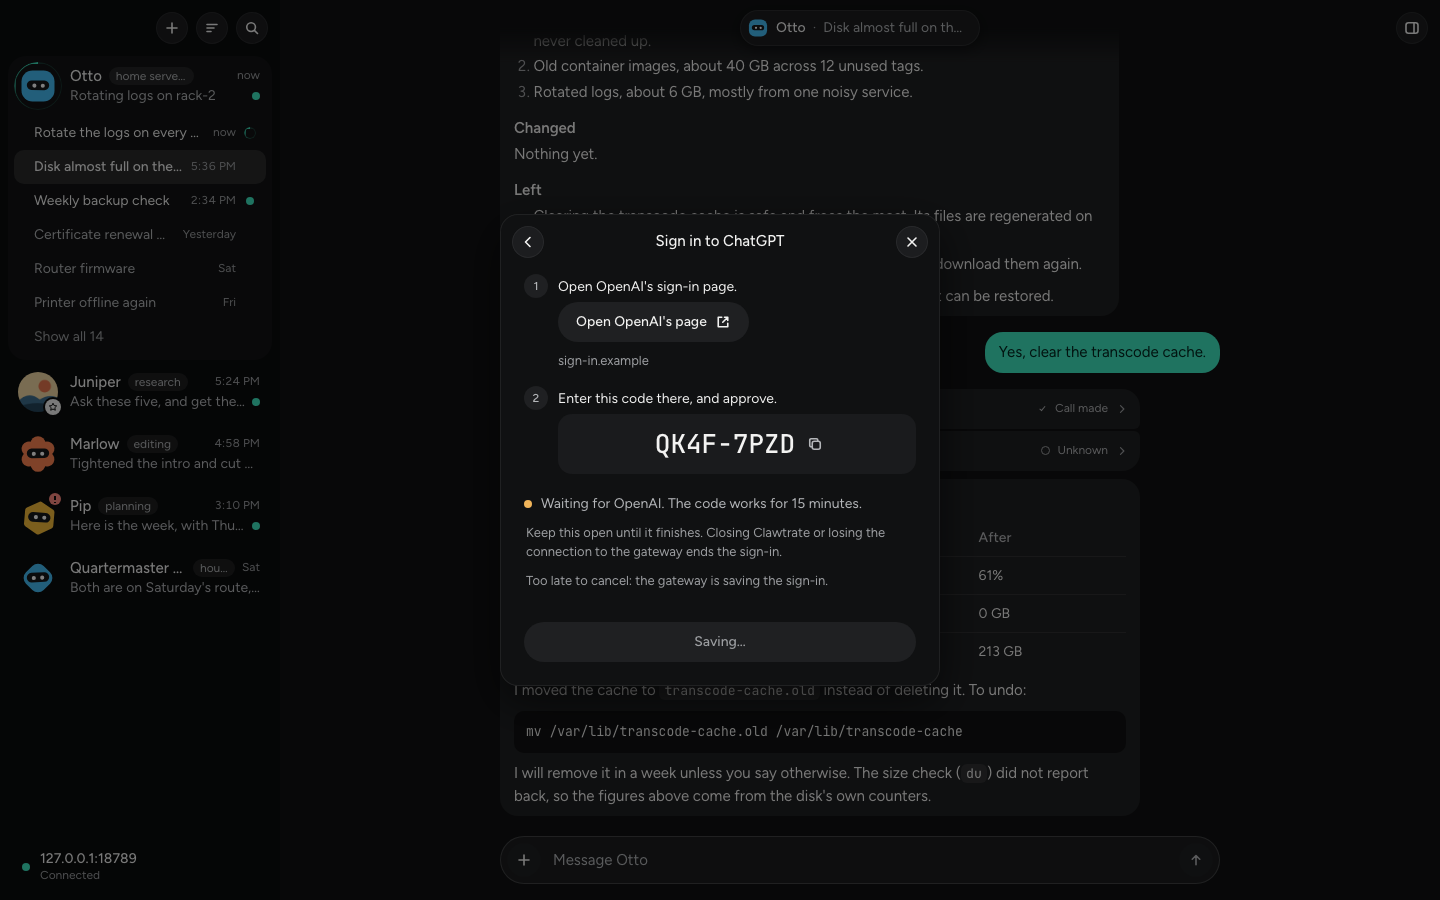 Otto home serve... now
Rotating logs on rack-2
Rotate the logs on every ... now
Disk almost full on the... 5:36 PM
Weekly backup check 2:34 PM
Certificate renewal ... Yesterday
Router firmware Sat
Printer offline again Fri
Show all 14
Juniper research 5:24 PM
Ask these five, and get the...
Marlow editing 4:58 PM
Tightened the intro and cut ...
Pip planning 3:10 PM
Here is the week, with Thu...
Quartermaster ... hou... Sat
Both are on Saturday's route,...
127.0.0.1:18789
Connected
Otto · Disk almost full on th...
never cleaned up.
2. Old container images, about 40 GB across 12 unused tags.
3. Rotated logs, about 6 GB, mostly from one noisy service.
Changed
Nothing yet.
Left
Clearing the transcode cache is safe and frees the most. Its files are regenerated on
download them again.
can be restored.
Yes, clear the transcode cache.
Call made
Unknown
Sign in to ChatGPT
1 Open OpenAI's sign-in page.
Open OpenAI's page
sign-in.example
2 Enter this code there, and approve.
QK4F-7PZD
Waiting for OpenAI. The code works for 15 minutes.
Keep this open until it finishes. Closing Clawtrate or losing the
connection to the gateway ends the sign-in.
Too late to cancel: the gateway is saving the sign-in.
Saving...
After
61%
0 GB
213 GB
I moved the cache to transcode-cache.old instead of deleting it. To undo:
mv /var/lib/transcode-cache.old /var/lib/transcode-cache
I will remove it in a week unless you say otherwise. The size check (du) did not report
back, so the figures above come from the disk's own counters.
Message Otto